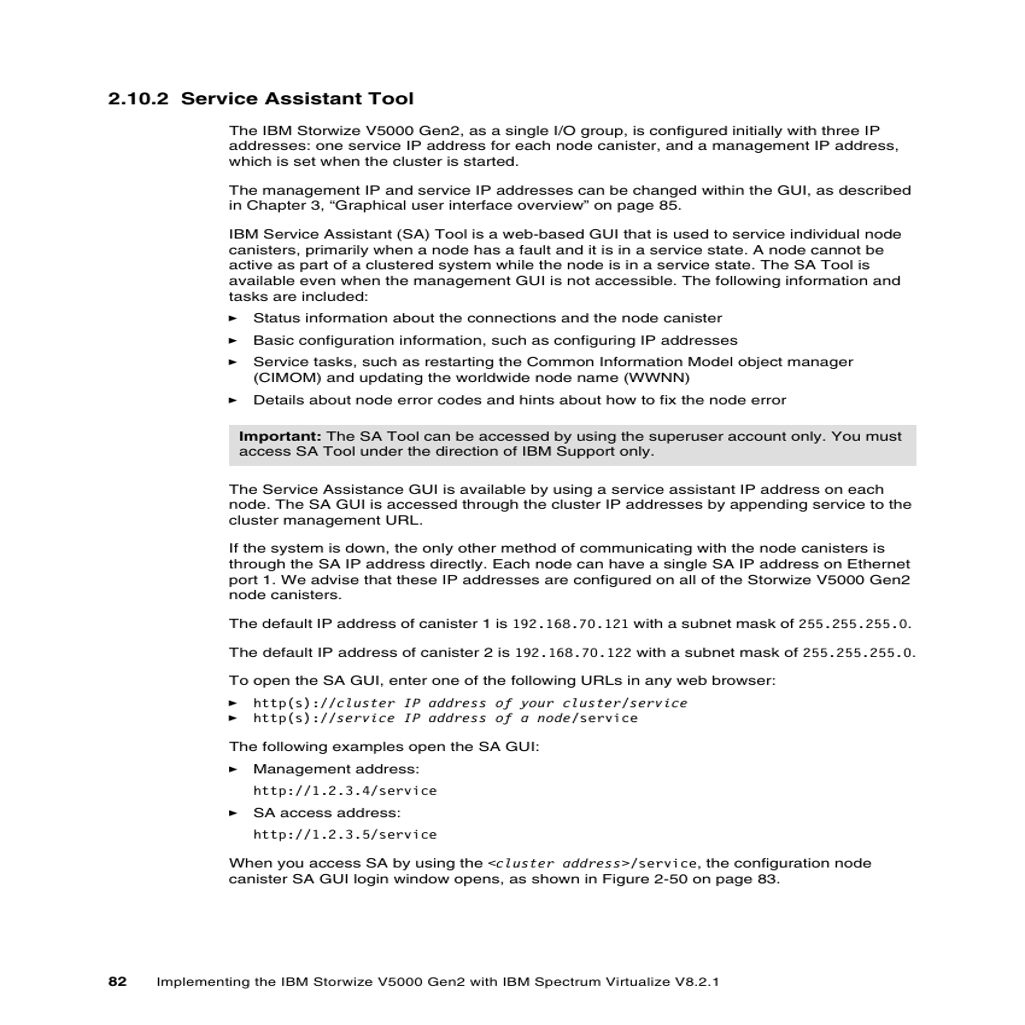 2.10.2 Service Assistant Tool
The IBM Storwize V5000 Gen2, as a single I/O group, is configured initially with three IP
addresses: one service IP address for each node canister, and a management IP address,
which is set when the cluster is started.
The management IP and service IP addresses can be changed within the GUI, as described
in Chapter 3, “Graphical user interface overview” on page 85.
IBM Service Assistant (SA) Tool is a web-based GUI that is used to service individual node
canisters, primarily when a node has a fault and it is in a service state. A node cannot be
active as part of a clustered system while the node is in a service state. The SA Tool is
available even when the management GUI is not accessible. The following information and
tasks are included:
► Status information about the connections and the node canister
► Basic configuration information, such as configuring IP addresses
► Service tasks, such as restarting the Common Information Model object manager
(CIMOM) and updating the worldwide node name (WWNN)
► Details about node error codes and hints about how to fix the node error
Important: The SA Tool can be accessed by using the superuser account only. You must
access SA Tool under the direction of IBM Support only.
The Service Assistance GUI is available by using a service assistant IP address on each
node. The SA GUI is accessed through the cluster IP addresses by appending service to the
cluster management URL.
If the system is down, the only other method of communicating with the node canisters is
through the SA IP address directly. Each node can have a single SA IP address on Ethernet
port 1. We advise that these IP addresses are configured on all of the Storwize V5000 Gen2
node canisters.
The default IP address of canister 1 is 192.168.70.121 with a subnet mask of 255.255.255.0.
The default IP address of canister 2 is 192.168.70.122 with a subnet mask of 255.255.255.0.
To open the SA GUI, enter one of the following URLs in any web browser:
► http(s)://cluster IP address of your cluster/service
► http(s)://service IP address of a node/service
The following examples open the SA GUI:
► Management address:
http://1.2.3.4/service
► SA access address:
http://1.2.3.5/service
When you access SA by using the <cluster address>/service, the configuration node
canister SA GUI login window opens, as shown in Figure 2-50 on page 83.
82 Implementing the IBM Storwize V5000 Gen2 with IBM Spectrum Virtualize V8.2.1